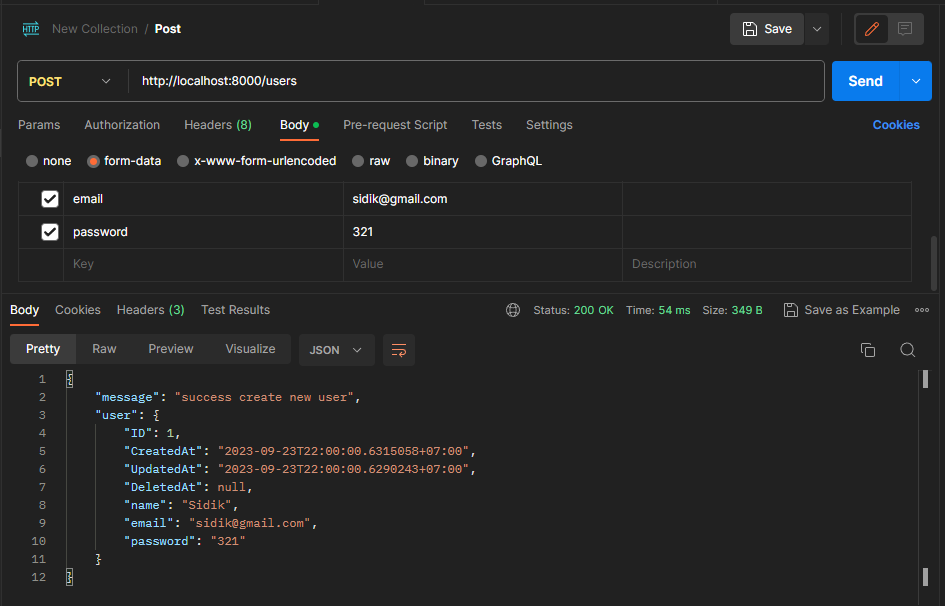 HTTP New Collection / Post Save
POST http://localhost:8000/users Send
Params Authorization Headers (8) Body Pre-request Script Tests Settings Cookies
none form-data x-www-form-urlencoded raw binary GraphQL
email sidik@gmail.com
password 321
Key Value Description
Body Cookies Headers (3) Test Results Status: 200 OK Time: 54 ms Size: 349 B Save as Example
Pretty Raw Preview Visualize JSON
1 {
2 "message": "success create new user",
3 "user": {
4 "ID": 1,
5 "CreatedAt": "2023-09-23T22:00:00.6315058+07:00",
6 "UpdatedAt": "2023-09-23T22:00:00.6290243+07:00",
7 "DeletedAt": null,
8 "name": "Sidik",
9 "email": "sidik@gmail.com",
10 "password": "321"
11 }
12 }